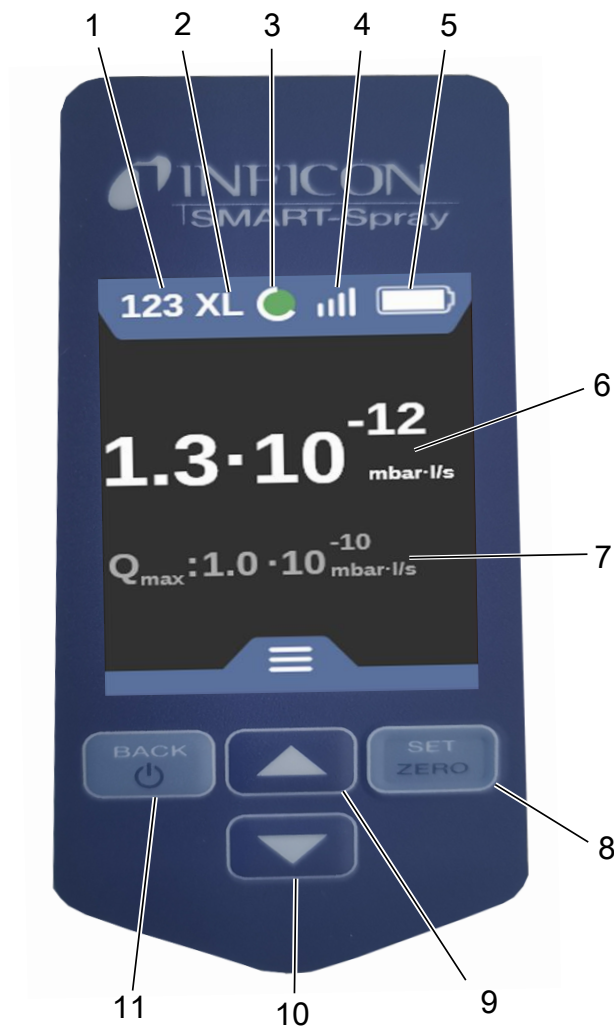 1 2 3 4 5
INFICON
SMART-Spray
123 XL
1.3·10⁻¹²
mbar·l/s
6
Qₘₐₓ:1.0 ·10⁻¹⁰
mbar·l/s
7
BACK
SET
ZERO
8
11 10 9